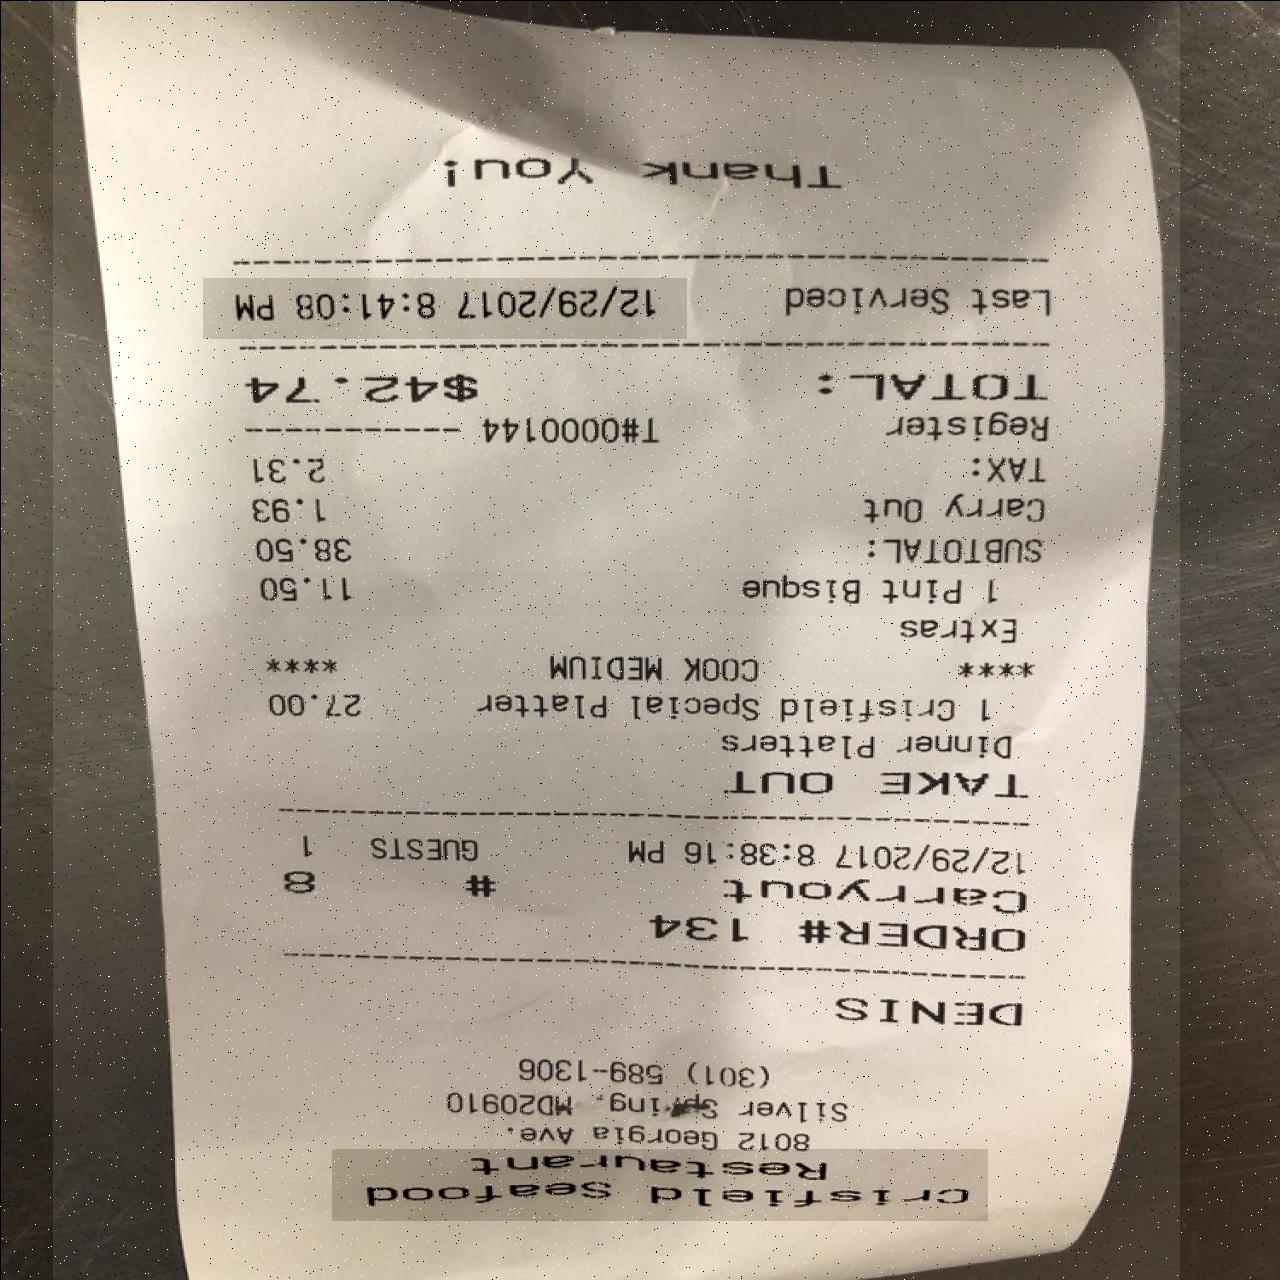 Crisfield Seafood
Restaurant
8012 Georgia Ave.
Silver Spring, MD20910
(301) 589-1306
DENIS
ORDER# 134
Carryout # 8
12/29/2017 8:38:16 PM GUESTS 1
TAKE OUT
Dinner Platters
1 Crisfield Special Platter 27.00
**** COOK MEDIUM ****
Extras
1 Pint Bisque 11.50
SUBTOTAL: 38.50
Carry Out 1.93
TAX: 2.31
Register T#0000144
TOTAL: $42.74
Last Serviced 12/29/2017 8:41:08 PM
Thank You!